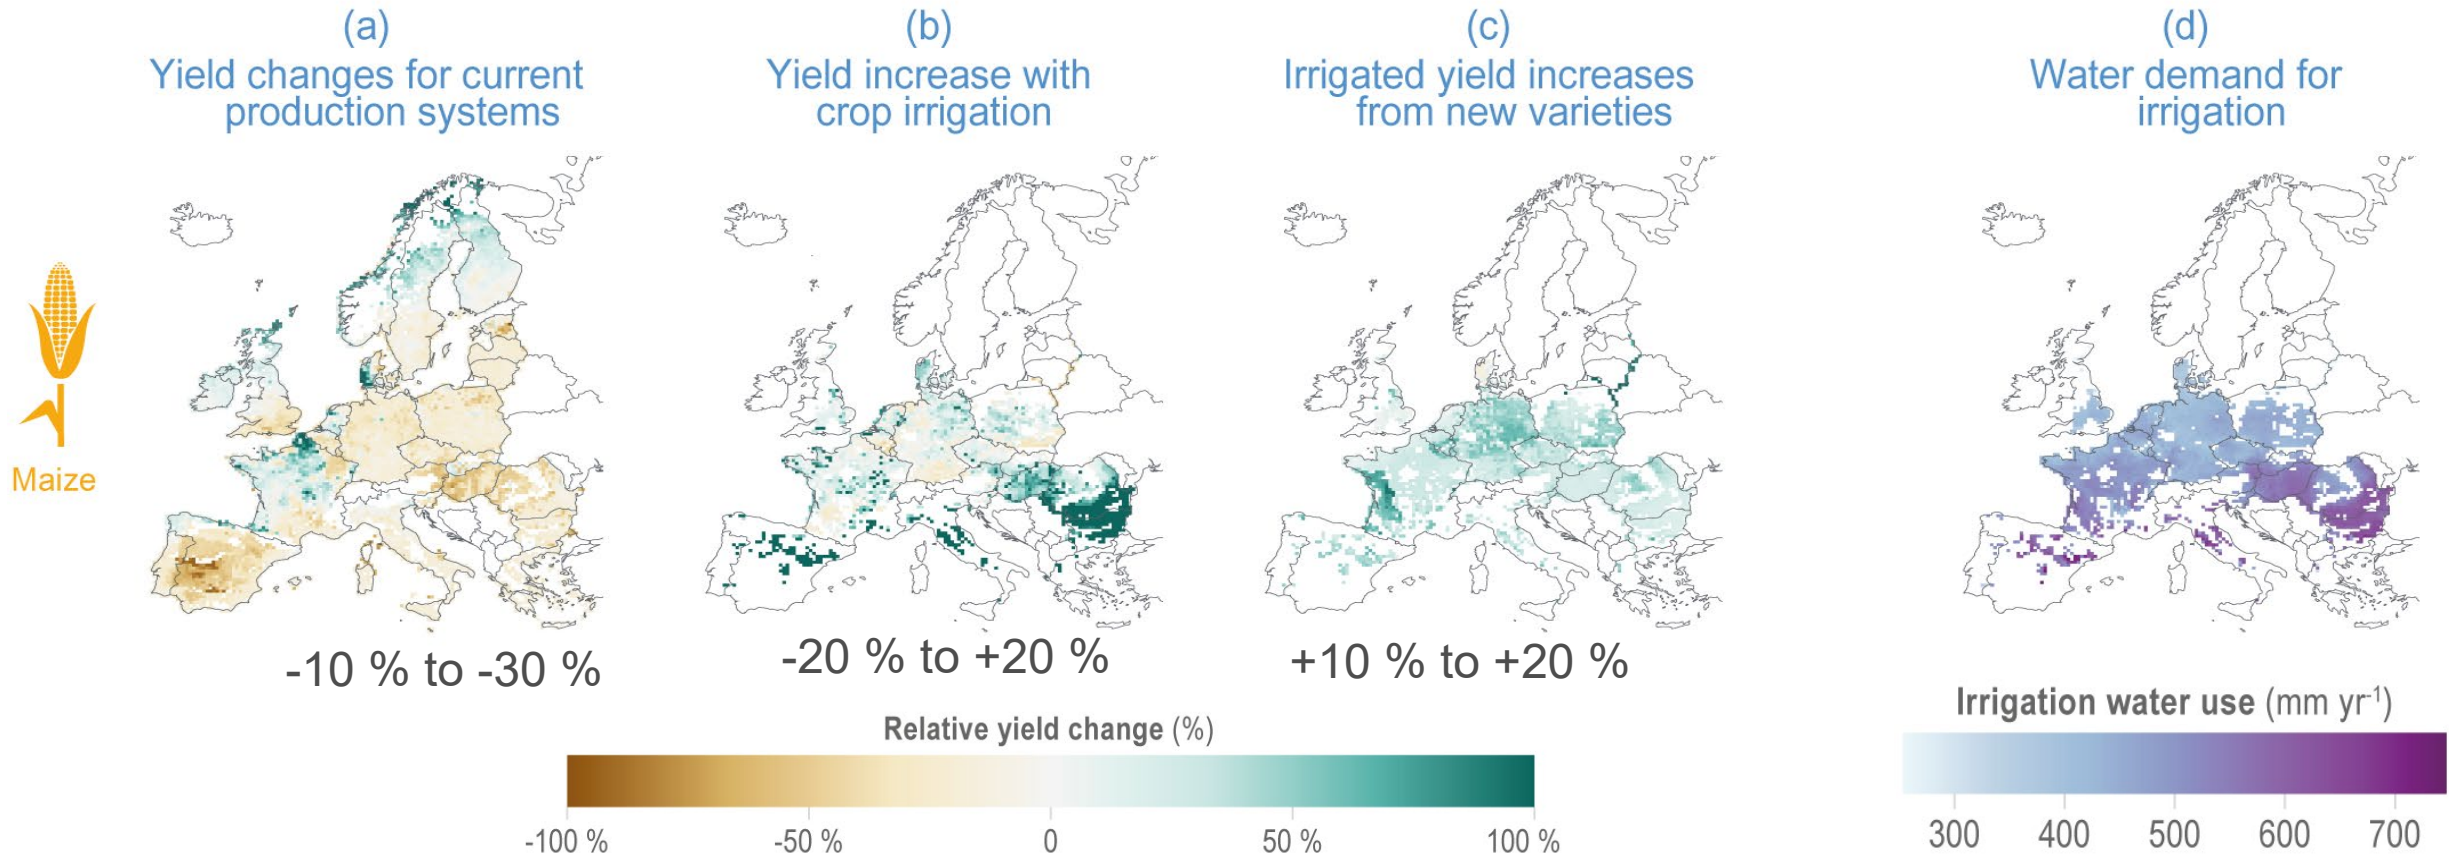 (a)
Yield changes for current
production systems
(b)
Yield increase with
crop irrigation
(c)
Irrigated yield increases
from new varieties
(d)
Water demand for
irrigation
Maize
-10 % to -30 %
-20 % to +20 %
+10 % to +20 %
Relative yield change (%)
-100 %
-50 %
0
50 %
100 %
Irrigation water use (mm yr⁻¹)
300
400
500
600
700